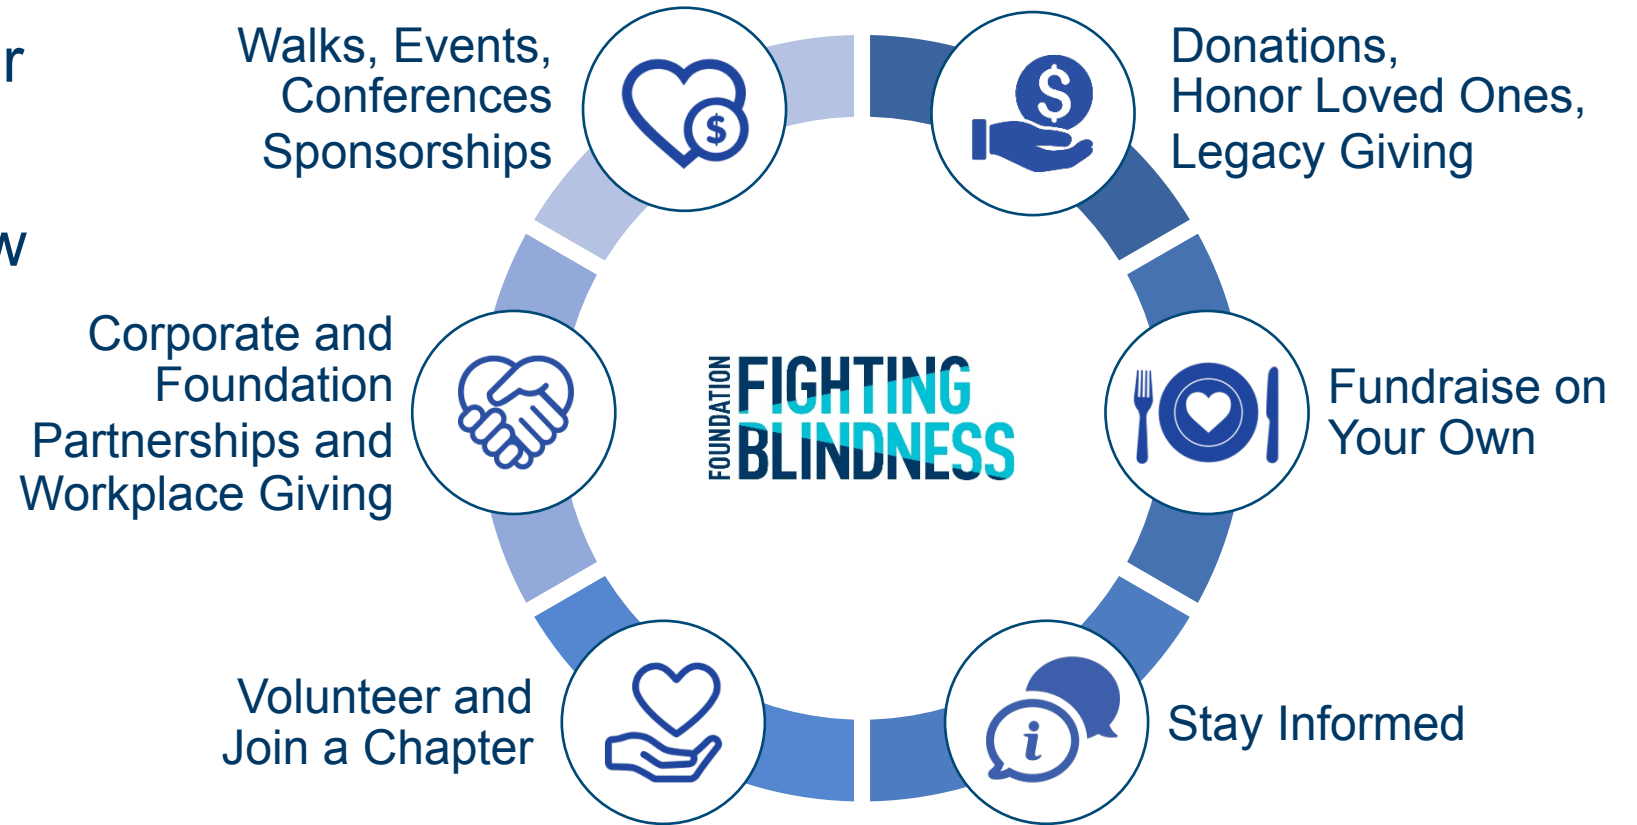 r
w
Walks, Events,
Conferences
Sponsorships
$
$
Donations,
Honor Loved Ones,
Legacy Giving
Corporate and
Foundation
Partnerships and
Workplace Giving
FOUNDATION
FIGHTING
BLINDNESS
Fundraise on
Your Own
Volunteer and
Join a Chapter
i
Stay Informed